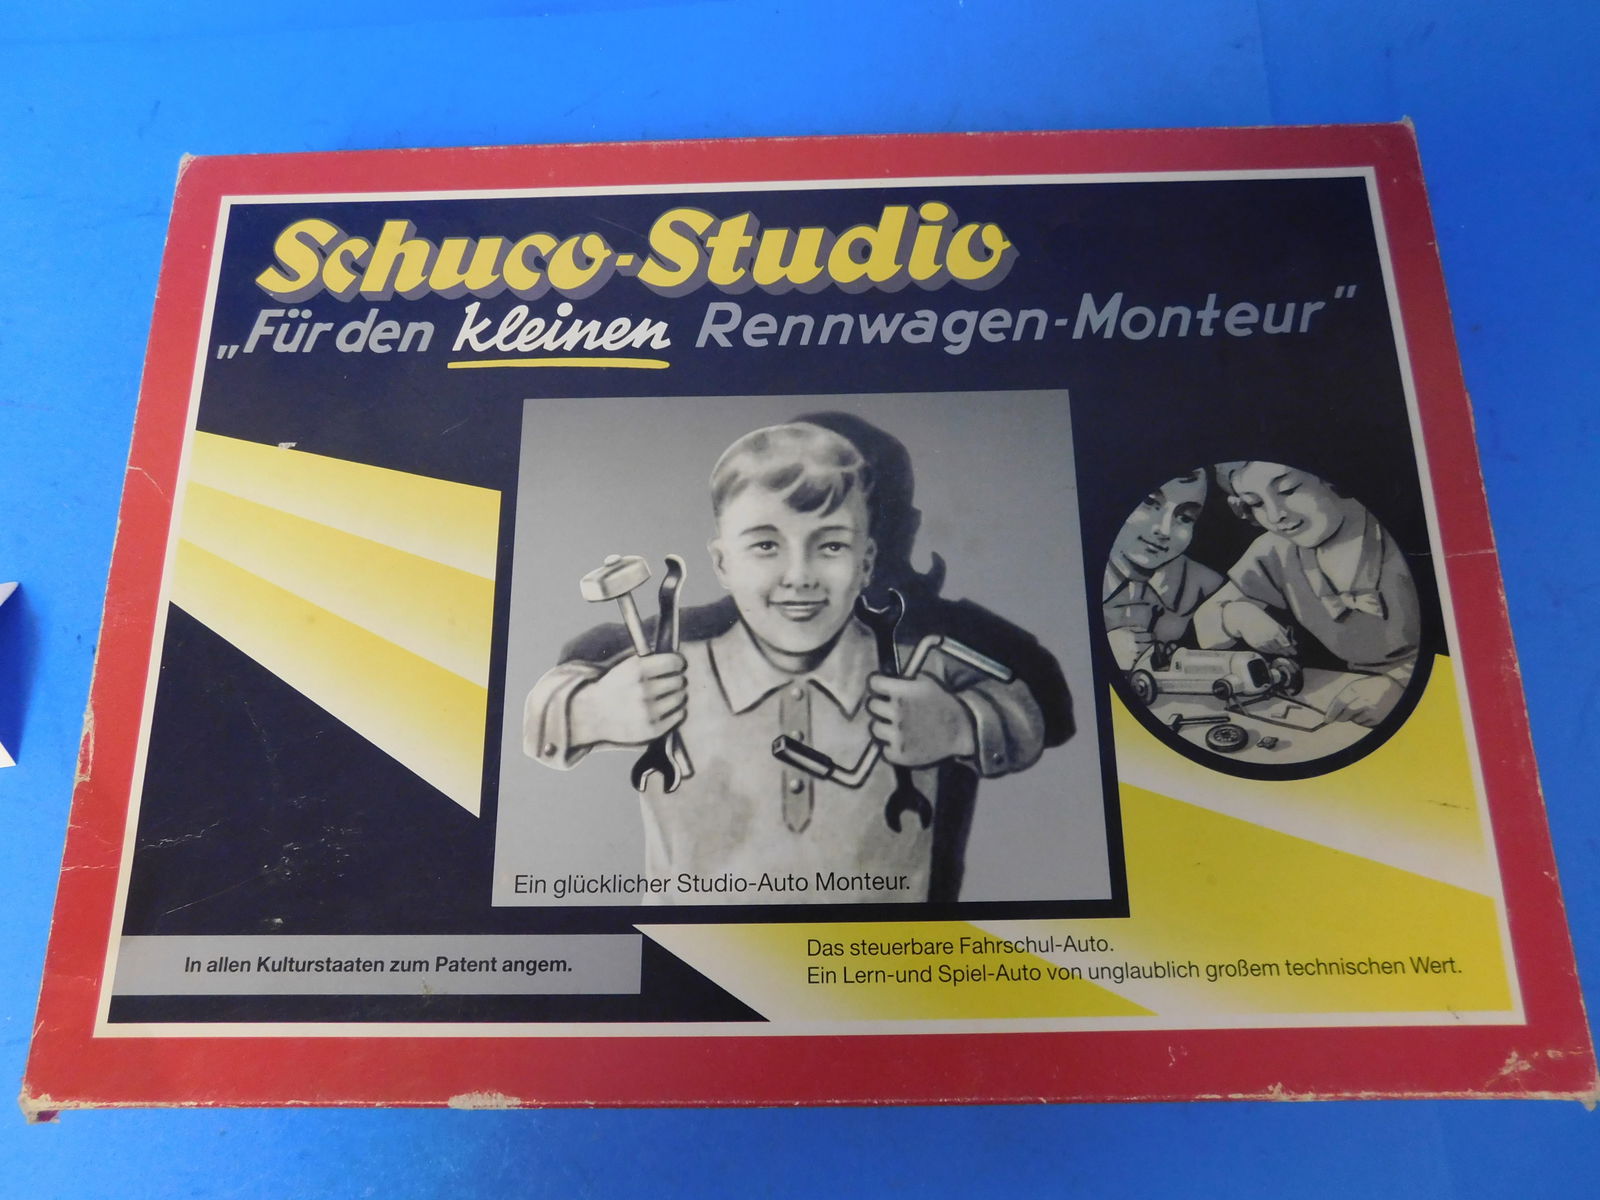 Schuco-Studio
„Für den kleinen Rennwagen-Monteur"
Ein glücklicher Studio-Auto Monteur.
In allen Kulturstaaten zum Patent angem.
Das steuerbare Fahrschul-Auto.
Ein Lern-und Spiel-Auto von unglaublich großem technischen Wert.